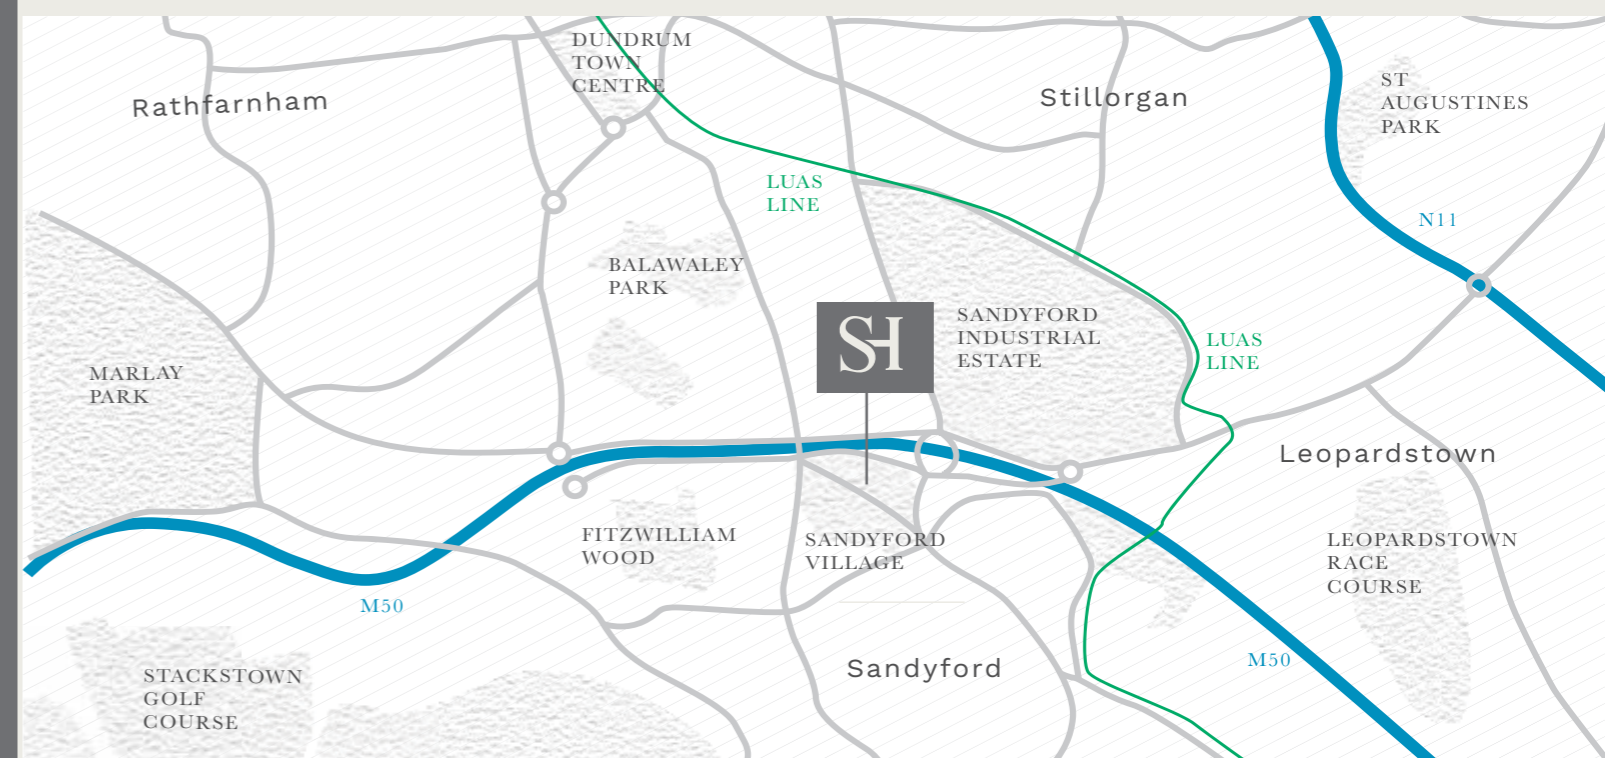 DUNDRUM
TOWN
CENTRE
Rathfarnham
Stillorgan
ST
AUGUSTINES
PARK
LUAS
LINE
N11
BALAWALEY
PARK
SH
SANDYFORD
INDUSTRIAL
ESTATE
LUAS
LINE
MARLAY
PARK
Leopardstown
FITZWILLIAM
WOOD
SANDYFORD
VILLAGE
LEOPARDSTOWN
RACE
COURSE
M50
M50
Sandyford
STACKSTOWN
GOLF
COURSE